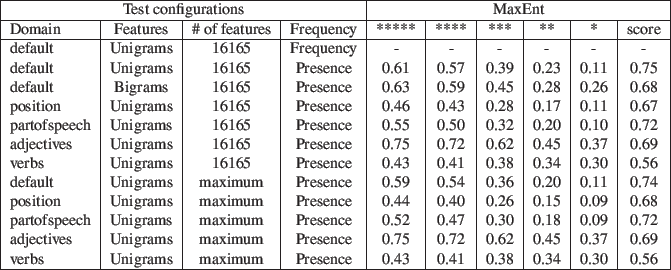 Test configurations MaxEnt
Domain Features # of features Frequency ***** **** *** ** * score
default Unigrams 16165 Frequency - - - - - -
default Unigrams 16165 Presence 0.61 0.57 0.39 0.23 0.11 0.75
default Bigrams 16165 Presence 0.63 0.59 0.45 0.28 0.26 0.68
position Unigrams 16165 Presence 0.46 0.43 0.28 0.17 0.11 0.67
partofspeech Unigrams 16165 Presence 0.55 0.50 0.32 0.20 0.10 0.72
adjectives Unigrams 16165 Presence 0.75 0.72 0.62 0.45 0.37 0.69
verbs Unigrams 16165 Presence 0.43 0.41 0.38 0.34 0.30 0.56
default Unigrams maximum Presence 0.59 0.54 0.36 0.20 0.11 0.74
position Unigrams maximum Presence 0.44 0.40 0.26 0.15 0.09 0.68
partofspeech Unigrams maximum Presence 0.52 0.47 0.30 0.18 0.09 0.72
adjectives Unigrams maximum Presence 0.75 0.72 0.62 0.45 0.37 0.69
verbs Unigrams maximum Presence 0.43 0.41 0.38 0.34 0.30 0.56